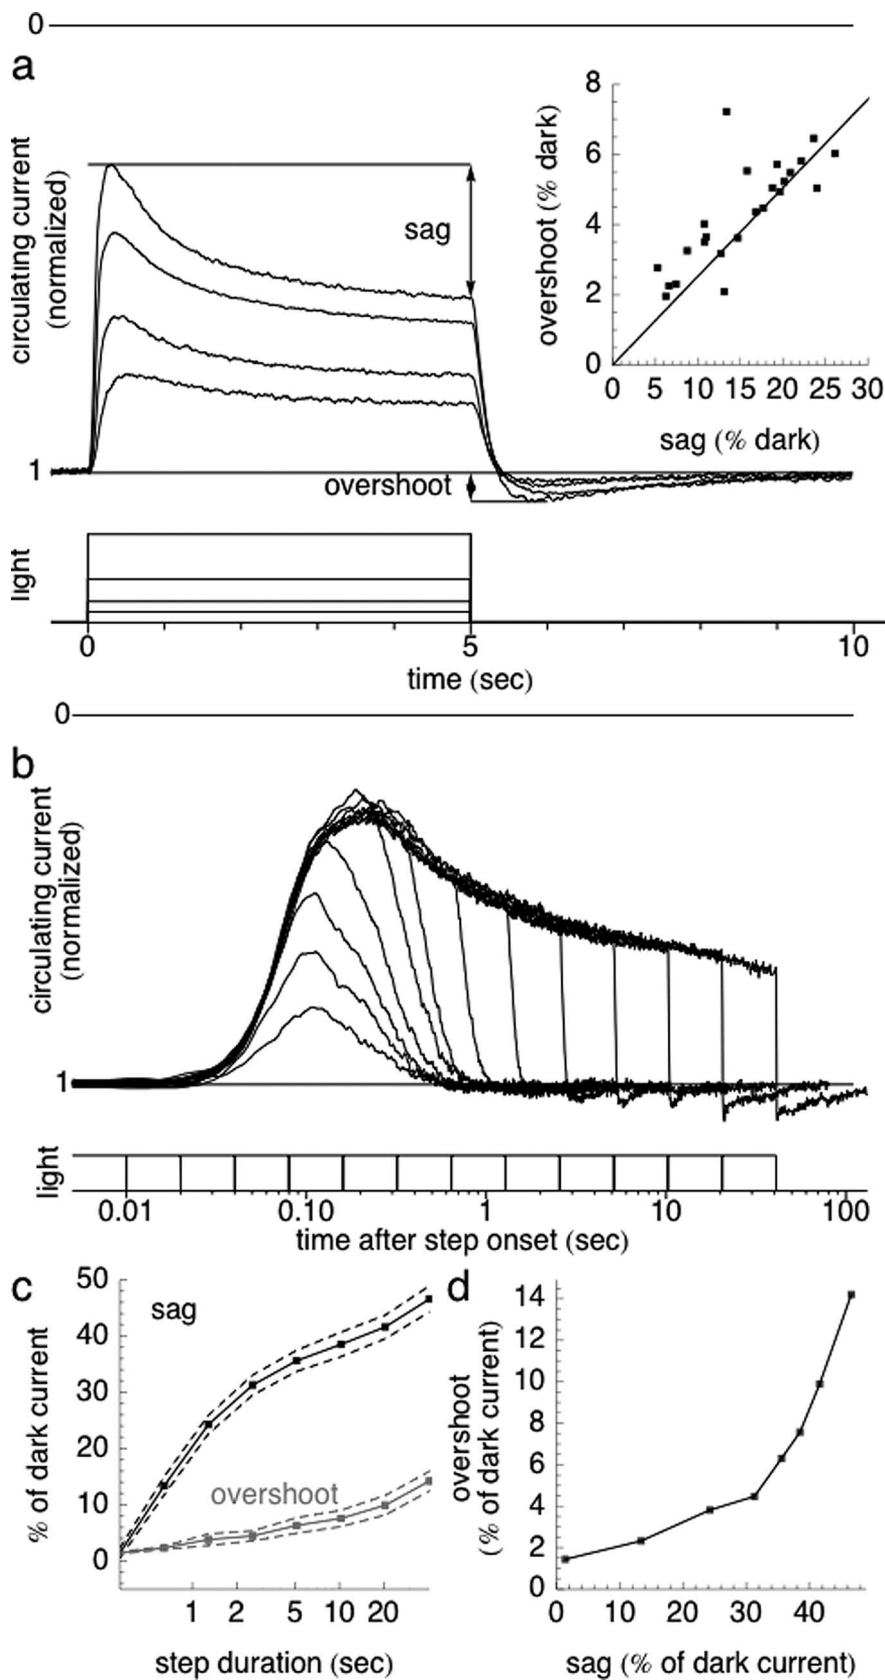 0
a
circulating current
(normalized)
sag
1
overshoot
overshoot (% dark)
8
6
4
2
0
0 5 10 15 20 25 30
sag (% dark)
light
0 5 10
time (sec)
0
b
circulating current
(normalized)
1
light
0.01 0.10 1 10 100
time after step onset (sec)
c
% of dark current
50
40
30
20
10
0
sag
overshoot
1 2 5 10 20
step duration (sec)
d
overshoot
(% of dark current)
14
12
10
8
6
4
2
0
0 10 20 30 40
sag (% of dark current)